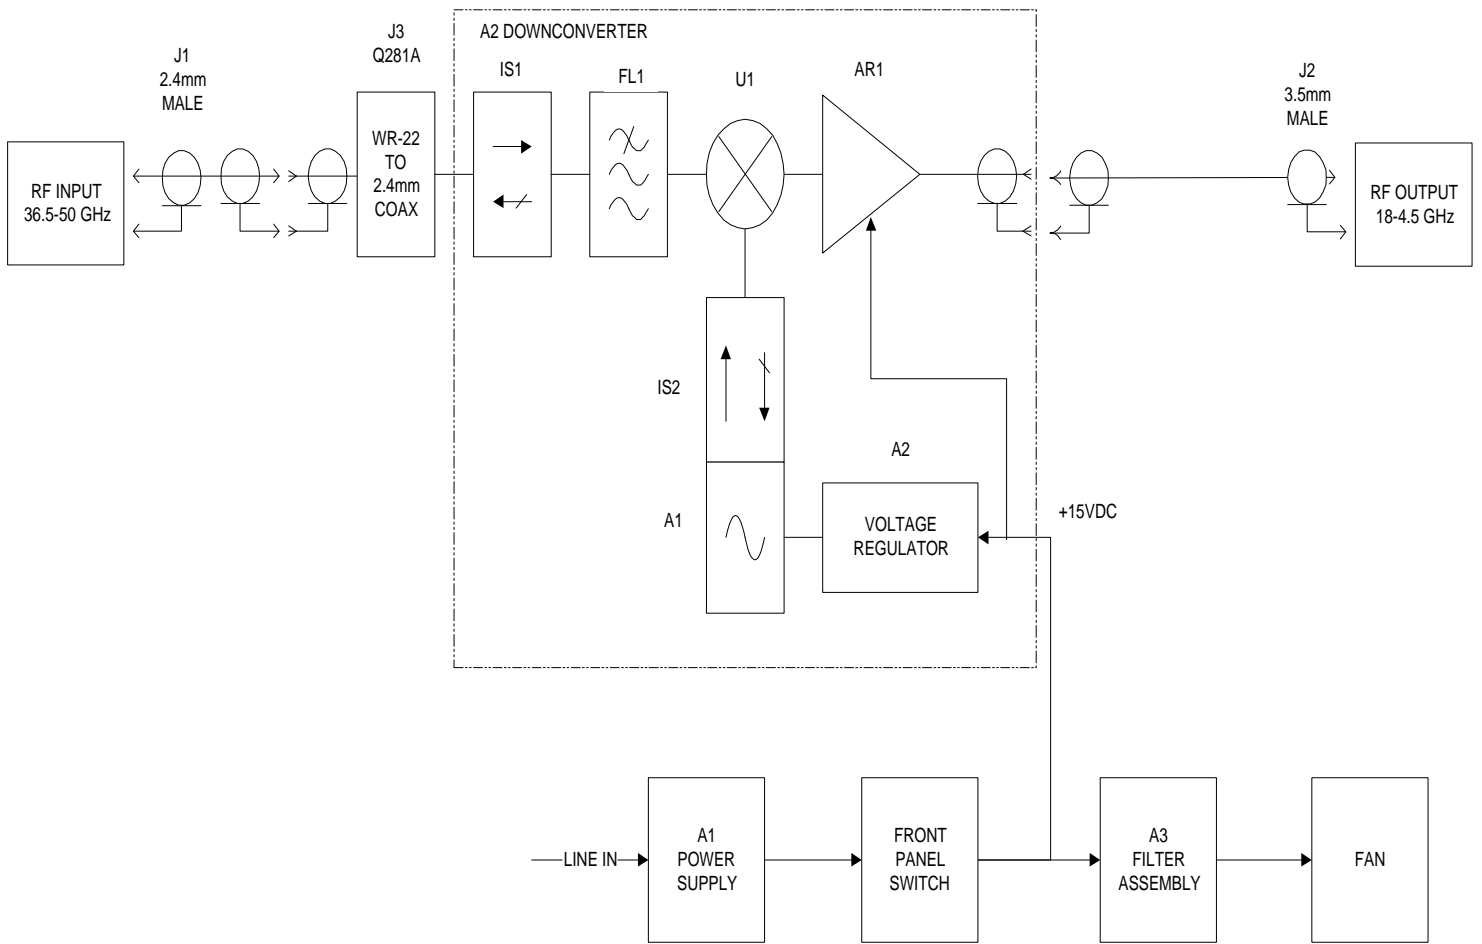 A2 DOWNCONVERTER
J1
2.4mm
MALE
J3
Q281A
IS1
FL1
U1
AR1
J2
3.5mm
MALE
RF INPUT
36.5-50 GHz
WR-22
TO
2.4mm
COAX
RF OUTPUT
18-4.5 GHz
IS2
A1
A2
VOLTAGE
REGULATOR
+15VDC
LINE IN
A1
POWER
SUPPLY
FRONT
PANEL
SWITCH
A3
FILTER
ASSEMBLY
FAN